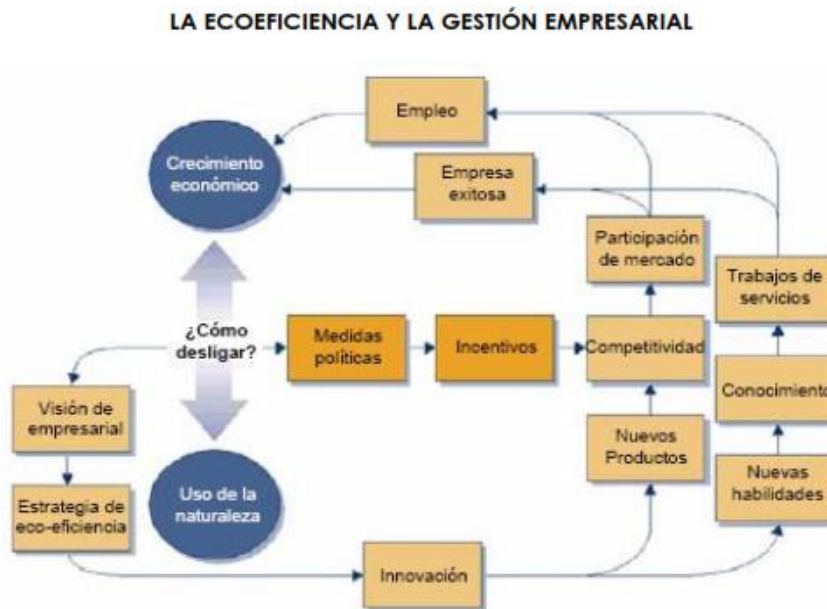 LA ECOEFICIENCIA Y LA GESTIÓN EMPRESARIAL
Empleo
Crecimiento
económico
Empresa
exitosa
Participación
de mercado
Trabajos de
servicios
¿Cómo
desligar?
Medidas
políticas
Incentivos
Competitividad
Visión de
empresarial
Conocimiento
Nuevos
Productos
Estrategia de
eco-eficiencia
Uso de la
naturaleza
Nuevas
habilidades
Innovación